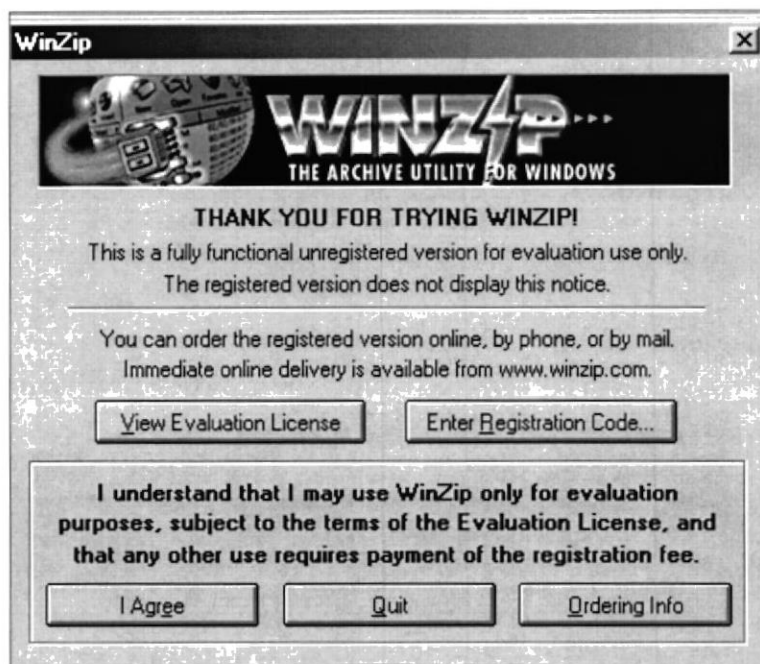 WinZip
WINZIP
THE ARCHIVE UTILITY FOR WINDOWS
THANK YOU FOR TRYING WINZIP!
This is a fully functional unregistered version for evaluation use only.
The registered version does not display this notice.
You can order the registered version online, by phone, or by mail.
Immediate online delivery is available from www.winzip.com.
View Evaluation License
Enter Registration Code...
I understand that I may use WinZip only for evaluation
purposes, subject to the terms of the Evaluation License, and
that any other use requires payment of the registration fee.
I Agree
Quit
Ordering Info